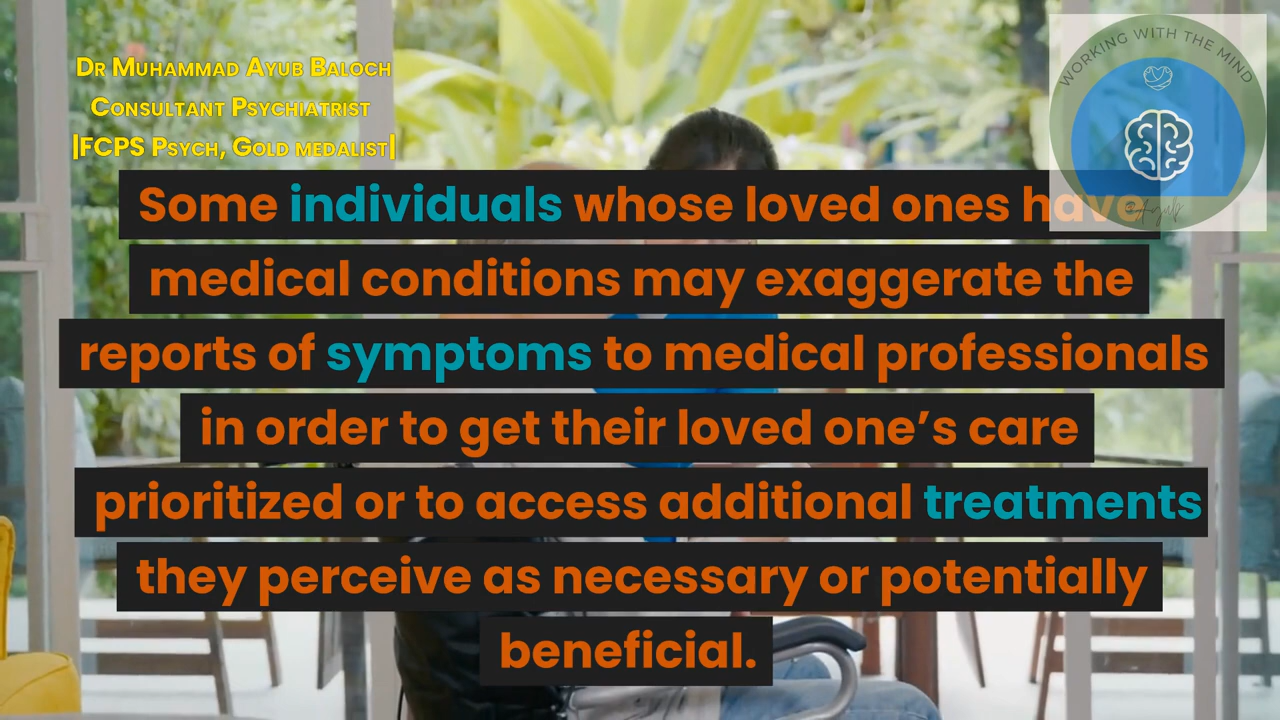 Dr Muhammad Ayub Baloch
Consultant Psychiatrist
|FCPS Psych, Gold medalist|
WORKING WITH THE MIND
Some individuals whose loved ones have
medical conditions may exaggerate the
reports of symptoms to medical professionals
in order to get their loved one’s care
prioritized or to access additional treatments
they perceive as necessary or potentially
beneficial.